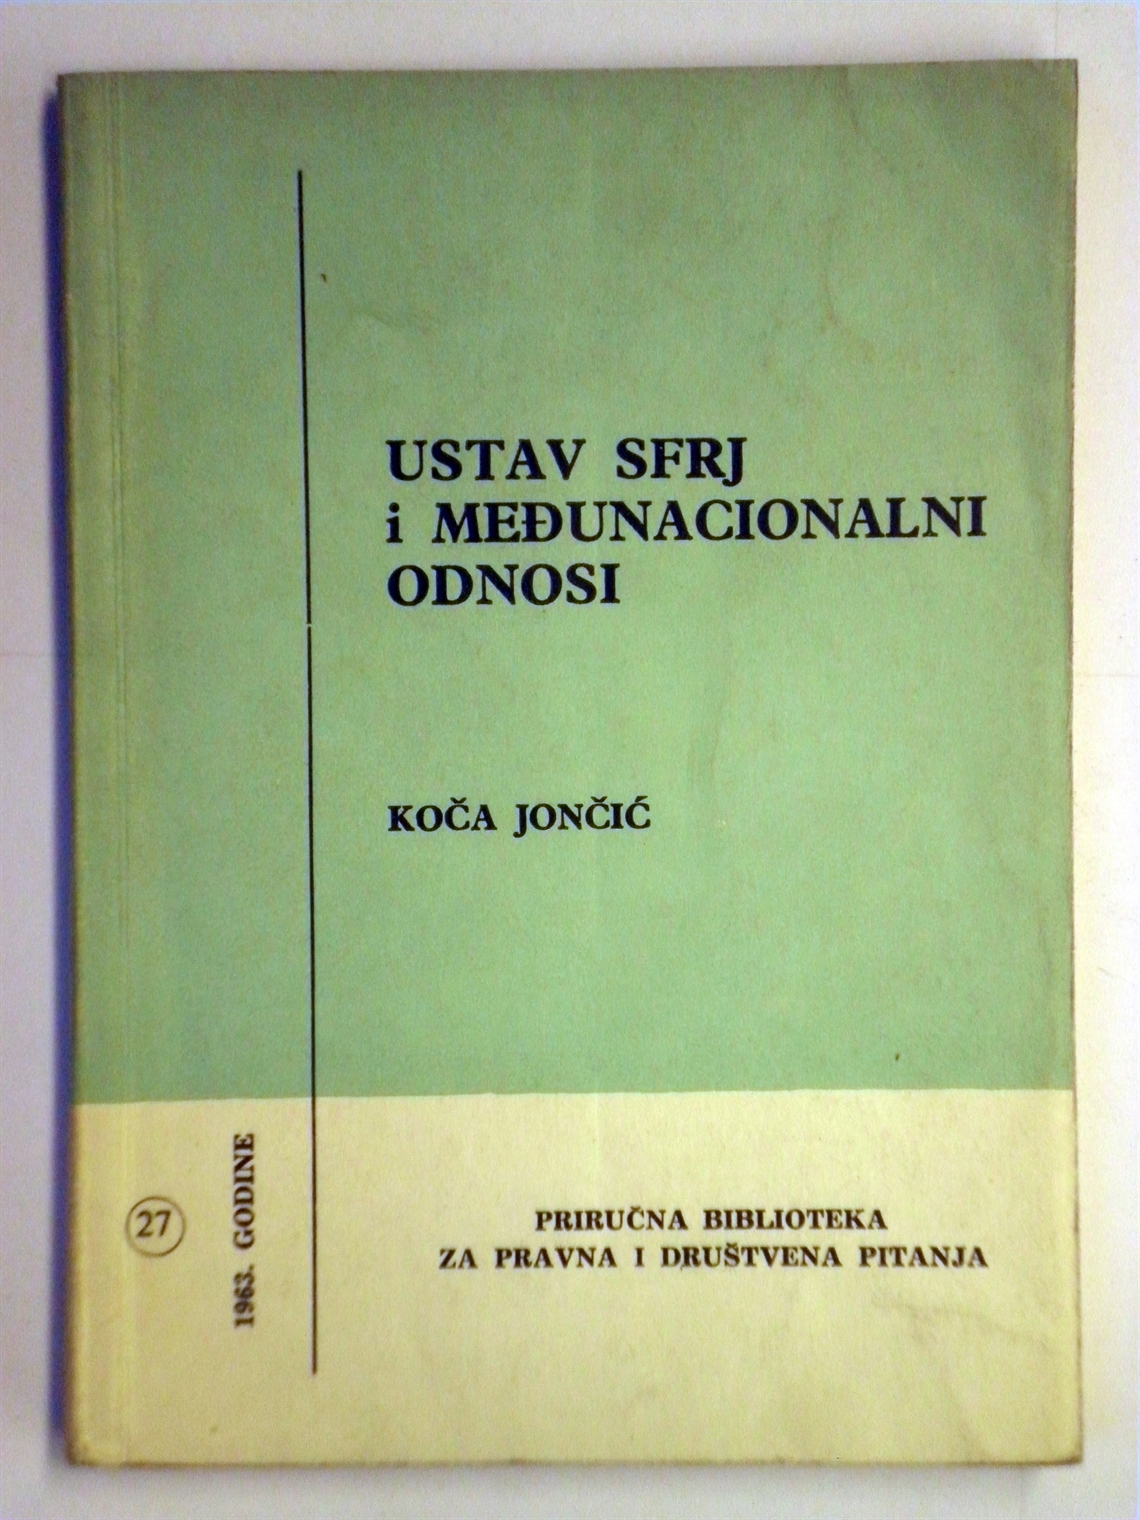 USTAV SFRJ
i MEĐUNACIONALNI
ODNOSI
KOČA JONČIĆ
27
1963. GODINE
PRIRUČNA BIBLIOTEKA
ZA PRAVNA I DRUŠTVENA PITANJA